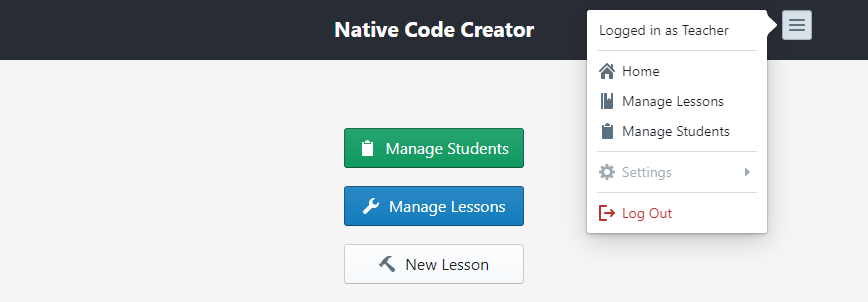 Native Code Creator
Logged in as Teacher
Home
Manage Lessons
Manage Students
Settings
Log Out
Manage Students
Manage Lessons
New Lesson